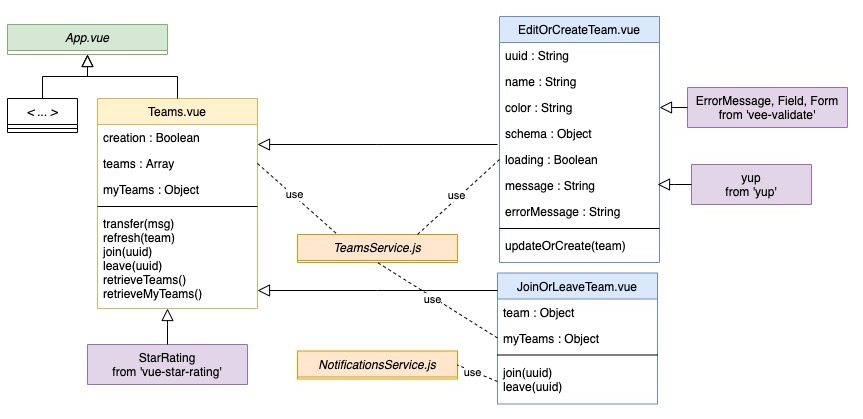 App.vue
< ... >
Teams.vue
creation : Boolean
teams : Array
myTeams : Object
transfer(msg)
refresh(team)
join(uuid)
leave(uuid)
retrieveTeams()
retrieveMyTeams()
StarRating
from 'vue-star-rating'
use
use
TeamsService.js
use
NotificationsService.js
use
EditOrCreateTeam.vue
uuid : String
name : String
color : String
schema : Object
loading : Boolean
message : String
errorMessage : String
updateOrCreate(team)
JoinOrLeaveTeam.vue
team : Object
myTeams : Object
join(uuid)
leave(uuid)
ErrorMessage, Field, Form
from 'vee-validate'
yup
from 'yup'